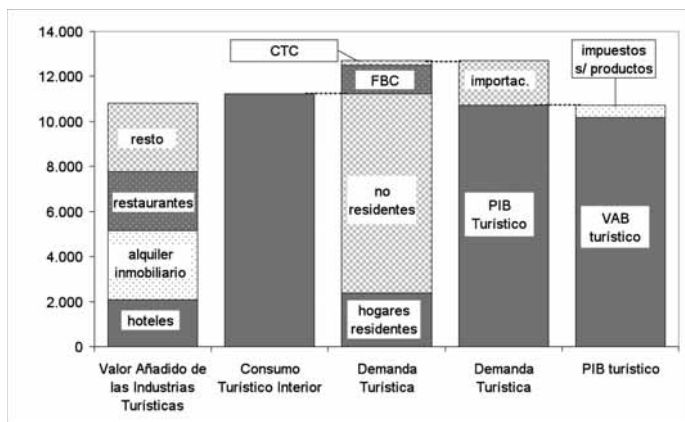 14.000
12.000
10.000
8.000
6.000
4.000
2.000
0
CTC
FBC
importac.
impuestos
s/ productos
resto
restaurantes
alquiler
inmobiliario
hoteles
no
residentes
hogares
residentes
PIB
Turístico
VAB
turístico
Valor Añadido de
las Industrias
Turísticas
Consumo
Turístico Interior
Demanda
Turística
Demanda
Turística
PIB turístico